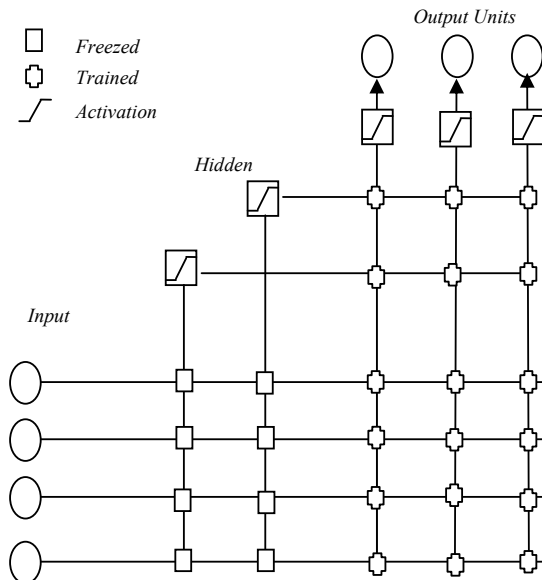 Output Units
Freezed
Trained
Activation
Hidden
Input